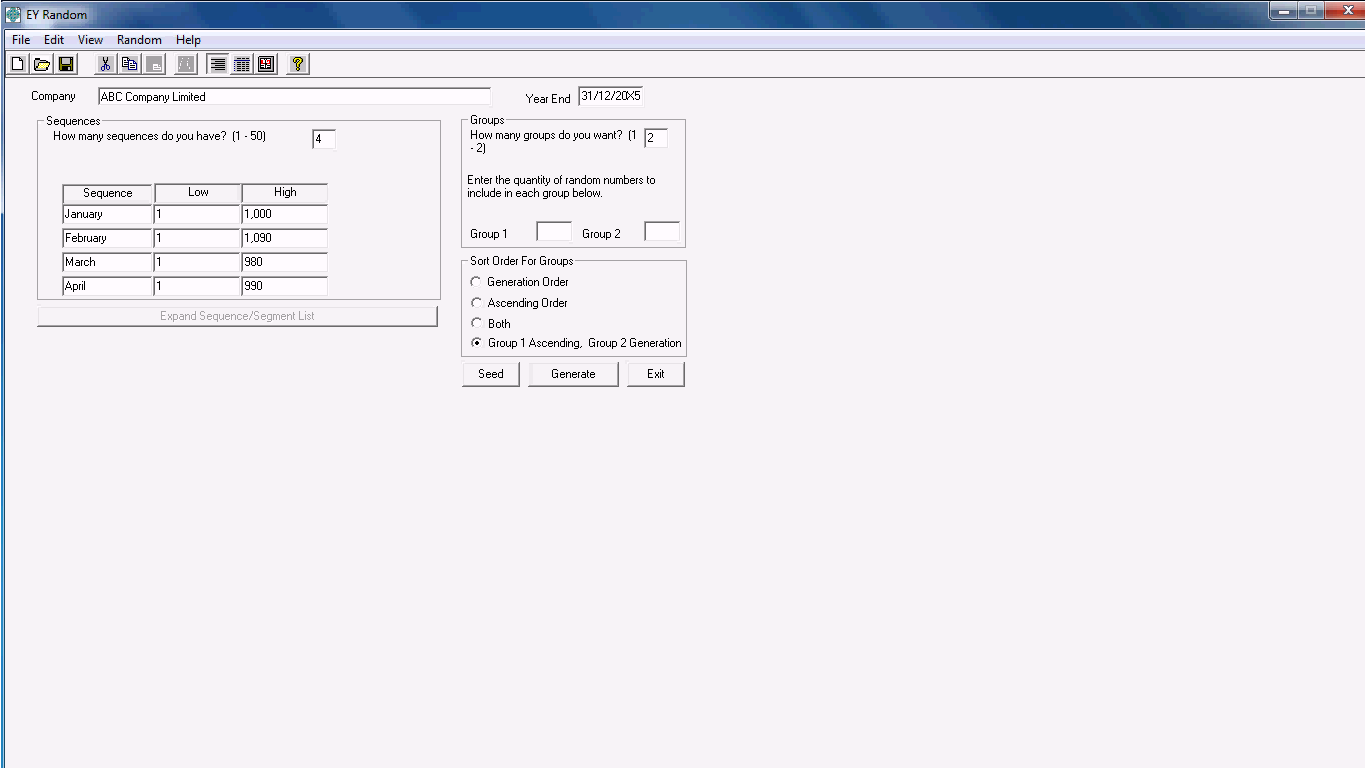 EY Random
File Edit View Random Help
Company ABC Company Limited Year End 31/12/20X5
Sequences
How many sequences do you have? (1 - 50) 4
Sequence Low High
January 1 1,000
February 1 1,090
March 1 980
April 1 990
Expand Sequence/Segment List
Groups
How many groups do you want? (1 2
- 2)
Enter the quantity of random numbers to
include in each group below.
Group 1 Group 2
Sort Order For Groups
Generation Order
Ascending Order
Both
Group 1 Ascending, Group 2 Generation
Seed Generate Exit